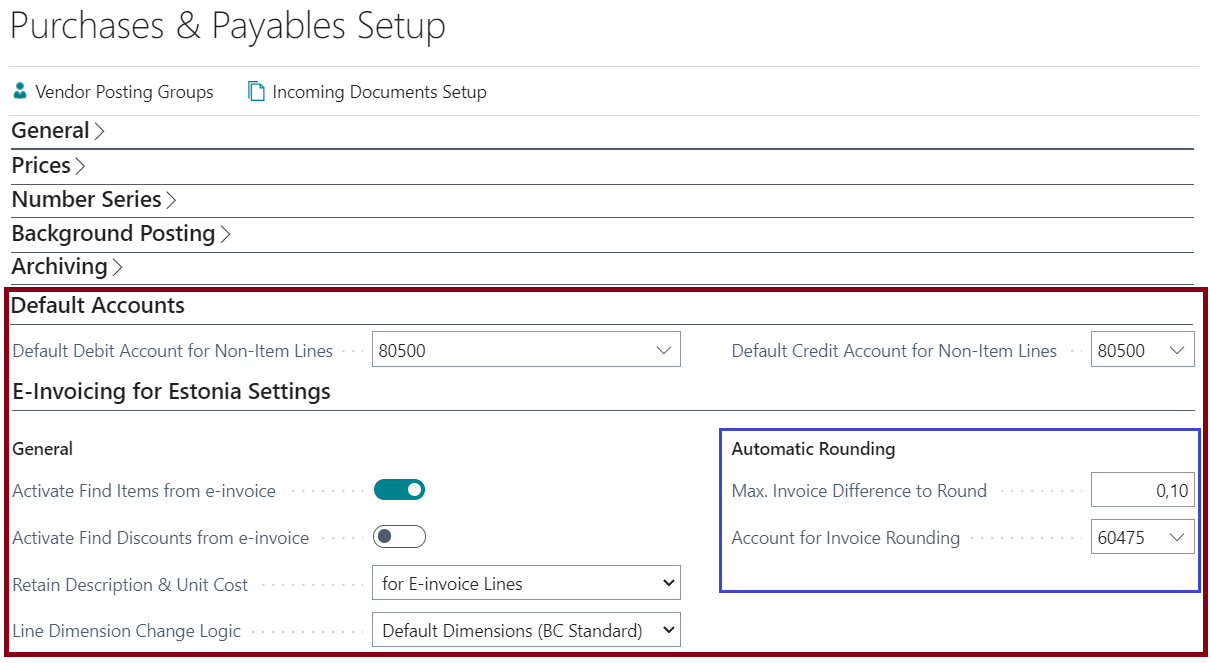 Purchases & Payables Setup
Vendor Posting Groups Incoming Documents Setup
General
Prices
Number Series
Background Posting
Archiving
Default Accounts
Default Debit Account for Non-Item Lines 80500 Default Credit Account for Non-Item Lines 80500
E-Invoicing for Estonia Settings
General
Activate Find Items from e-invoice
Activate Find Discounts from e-invoice
Retain Description & Unit Cost for E-invoice Lines
Line Dimension Change Logic Default Dimensions (BC Standard)
Automatic Rounding
Max. Invoice Difference to Round 0,10
Account for Invoice Rounding 60475